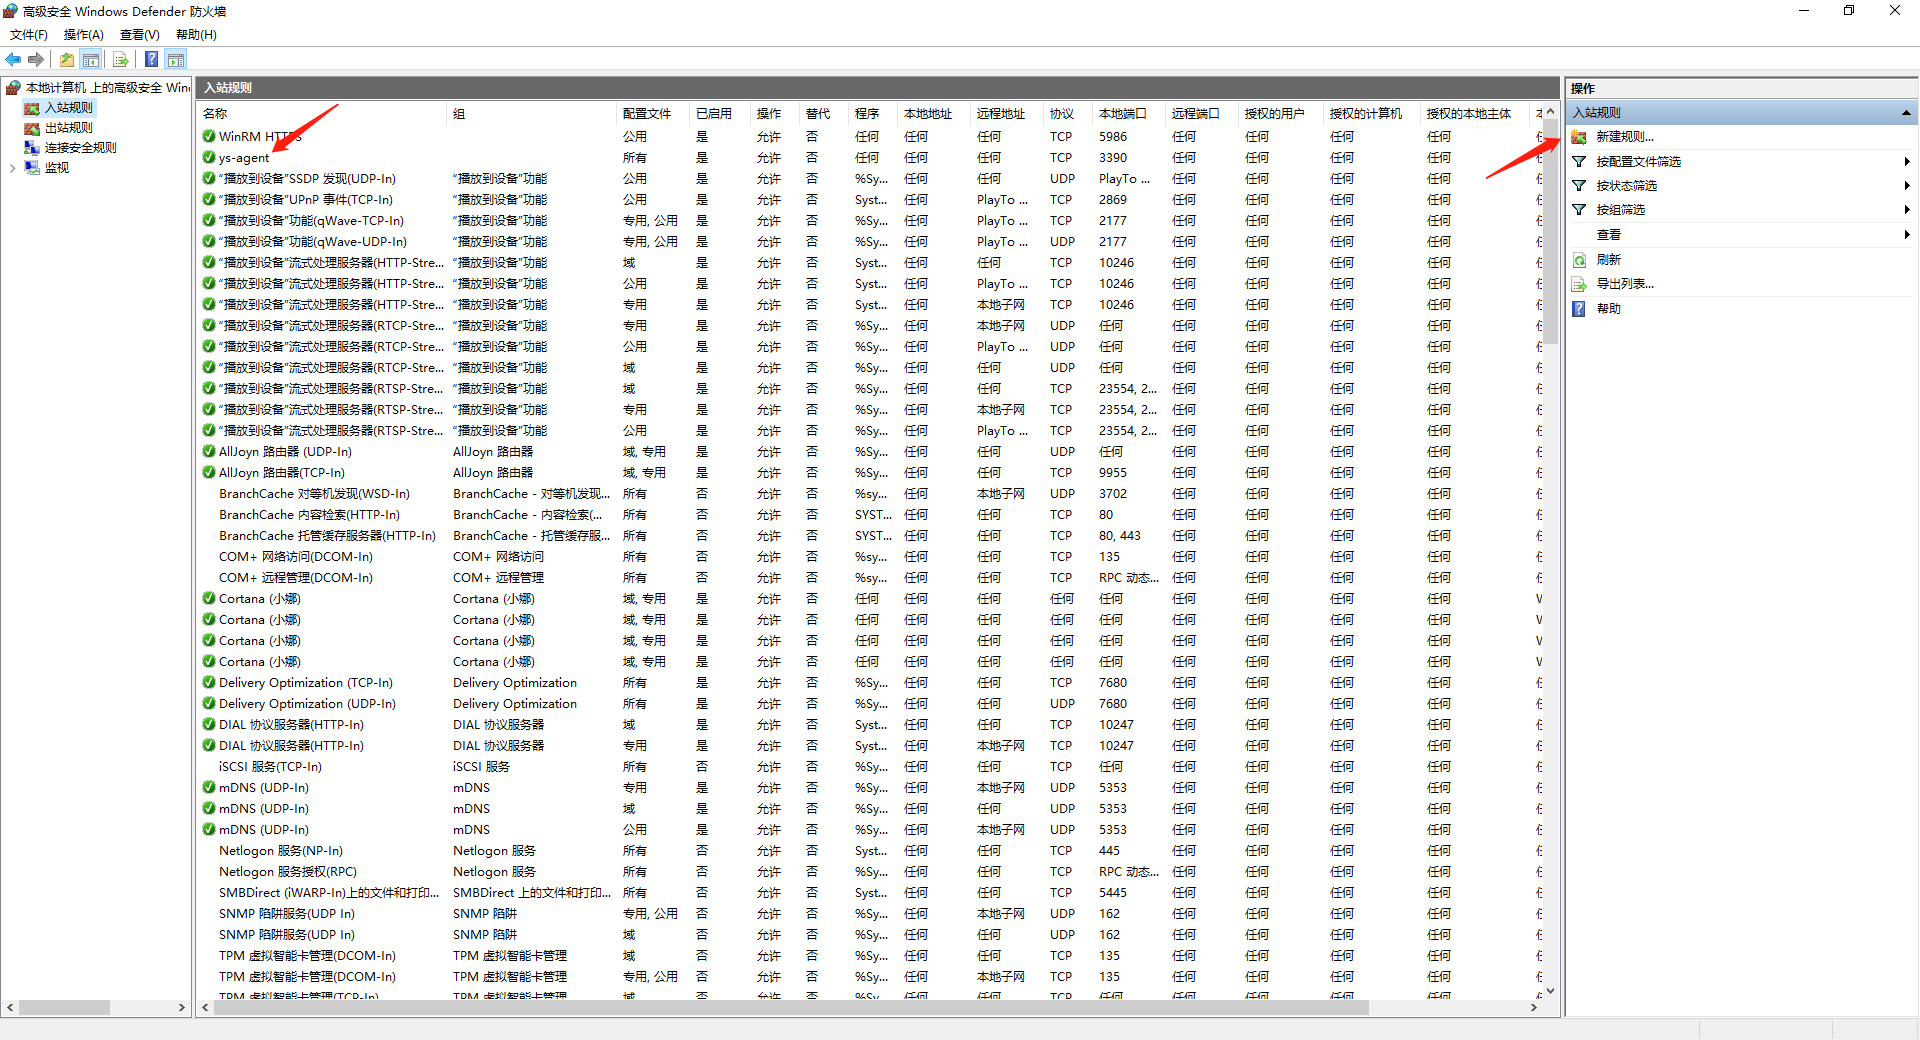 高级安全 Windows Defender 防火墙
文件(F) 操作(A) 查看(V) 帮助(H)
本地计算机 上的高级安全 Win
入站规则
出站规则
连接安全规则
监视
入站规则
名称 组 配置文件 已启用 操作 替代 程序 本地地址 远程地址 协议 本地端口 远程端口 授权的用户 授权的计算机 授权的本地主体
WinRM HTTPS 公用 是 允许 否 任何 任何 任何 TCP 5986 任何 任何 任何 任何
ys-agent 所有 是 允许 否 任何 任何 任何 TCP 3390 任何 任何 任何 任何
“播放到设备”SSDP 发现(UDP-In) “播放到设备”功能 公用 是 允许 否 %Sy... 任何 任何 UDP PlayTo ... 任何 任何 任何 任何
“播放到设备”UPnP 事件(TCP-In) “播放到设备”功能 公用 是 允许 否 Syst... 任何 PlayTo ... TCP 2869 任何 任何 任何 任何
“播放到设备”功能(qWave-TCP-In) “播放到设备”功能 专用, 公用 是 允许 否 %Sy... 任何 PlayTo ... TCP 2177 任何 任何 任何 任何
“播放到设备”功能(qWave-UDP-In) “播放到设备”功能 专用, 公用 是 允许 否 %Sy... 任何 PlayTo ... UDP 2177 任何 任何 任何 任何
“播放到设备”流式处理服务器(HTTP-Stre... “播放到设备”功能 域 是 允许 否 Syst... 任何 任何 TCP 10246 任何 任何 任何 任何
“播放到设备”流式处理服务器(HTTP-Stre... “播放到设备”功能 公用 是 允许 否 Syst... 任何 PlayTo ... TCP 10246 任何 任何 任何 任何
“播放到设备”流式处理服务器(HTTP-Stre... “播放到设备”功能 专用 是 允许 否 Syst... 任何 本地子网 TCP 10246 任何 任何 任何 任何
“播放到设备”流式处理服务器(RTCP-Stre... “播放到设备”功能 专用 是 允许 否 %Sy... 任何 本地子网 UDP 任何 任何 任何 任何 任何
“播放到设备”流式处理服务器(RTCP-Stre... “播放到设备”功能 公用 是 允许 否 %Sy... 任何 PlayTo ... UDP 任何 任何 任何 任何 任何
“播放到设备”流式处理服务器(RTCP-Stre... “播放到设备”功能 域 是 允许 否 %Sy... 任何 任何 UDP 任何 任何 任何 任何 任何
“播放到设备”流式处理服务器(RTSP-Stre... “播放到设备”功能 域 是 允许 否 %Sy... 任何 任何 TCP 23554, 2... 任何 任何 任何 任何
“播放到设备”流式处理服务器(RTSP-Stre... “播放到设备”功能 专用 是 允许 否 %Sy... 任何 本地子网 TCP 23554, 2... 任何 任何 任何 任何
“播放到设备”流式处理服务器(RTSP-Stre... “播放到设备”功能 公用 是 允许 否 %Sy... 任何 PlayTo ... TCP 23554, 2... 任何 任何 任何 任何
AllJoyn 路由器 (UDP-In) AllJoyn 路由器 域, 专用 是 允许 否 %Sy... 任何 任何 UDP 任何 任何 任何 任何 任何
AllJoyn 路由器(TCP-In) AllJoyn 路由器 域, 专用 是 允许 否 %Sy... 任何 任何 TCP 9955 任何 任何 任何 任何
BranchCache 对等机发现(WSD-In) BranchCache - 对等机发现... 所有 否 允许 否 %sy... 任何 本地子网 UDP 3702 任何 任何 任何 任何
BranchCache 内容检索(HTTP-In) BranchCache - 内容检索(... 所有 否 允许 否 SYST... 任何 任何 TCP 80 任何 任何 任何 任何
BranchCache 托管缓存服务器(HTTP-In) BranchCache - 托管缓存服... 所有 否 允许 否 SYST... 任何 任何 TCP 80, 443 任何 任何 任何 任何
COM+ 网络访问(DCOM-In) COM+ 网络访问 所有 否 允许 否 %sy... 任何 任何 TCP 135 任何 任何 任何 任何
COM+ 远程管理(DCOM-In) COM+ 远程管理 所有 否 允许 否 %sy... 任何 任何 TCP RPC 动态... 任何 任何 任何 任何
Cortana (小娜) Cortana (小娜) 域, 专用 是 允许 否 任何 任何 任何 任何 任何 任何 任何 任何 任何
Cortana (小娜) Cortana (小娜) 域, 专用 是 允许 否 任何 任何 任何 任何 任何 任何 任何 任何 任何
Cortana (小娜) Cortana (小娜) 域, 专用 是 允许 否 任何 任何 任何 任何 任何 任何 任何 任何 任何
Cortana (小娜) Cortana (小娜) 域, 专用 是 允许 否 任何 任何 任何 任何 任何 任何 任何 任何 任何
Delivery Optimization (TCP-In) Delivery Optimization 所有 是 允许 否 %Sy... 任何 任何 TCP 7680 任何 任何 任何 任何
Delivery Optimization (UDP-In) Delivery Optimization 所有 是 允许 否 %Sy... 任何 任何 UDP 7680 任何 任何 任何 任何
DIAL 协议服务器(HTTP-In) DIAL 协议服务器 域 是 允许 否 Syst... 任何 任何 TCP 10247 任何 任何 任何 任何
DIAL 协议服务器(HTTP-In) DIAL 协议服务器 专用 是 允许 否 Syst... 任何 本地子网 TCP 10247 任何 任何 任何 任何
iSCSI 服务(TCP-In) iSCSI 服务 所有 否 允许 否 %Sy... 任何 任何 TCP 任何 任何 任何 任何 任何
mDNS (UDP-In) mDNS 专用 是 允许 否 %Sy... 任何 本地子网 UDP 5353 任何 任何 任何 任何
mDNS (UDP-In) mDNS 域 是 允许 否 %Sy... 任何 任何 UDP 5353 任何 任何 任何 任何
mDNS (UDP-In) mDNS 公用 是 允许 否 %Sy... 任何 本地子网 UDP 5353 任何 任何 任何 任何
Netlogon 服务(NP-In) Netlogon 服务 所有 否 允许 否 Syst... 任何 任何 TCP 445 任何 任何 任何 任何
Netlogon 服务授权(RPC) Netlogon 服务 所有 否 允许 否 %Sy... 任何 任何 TCP RPC 动态... 任何 任何 任何 任何
SMBDirect (iWARP-In)上的文件和打印... SMBDirect 上的文件和打印... 所有 否 允许 否 Syst... 任何 任何 TCP 5445 任何 任何 任何 任何
SNMP 陷阱服务(UDP In) SNMP 陷阱 专用, 公用 否 允许 否 %Sy... 任何 本地子网 UDP 162 任何 任何 任何 任何
SNMP 陷阱服务(UDP In) SNMP 陷阱 域 否 允许 否 %Sy... 任何 任何 UDP 162 任何 任何 任何 任何
TPM 虚拟智能卡管理(DCOM-In) TPM 虚拟智能卡管理 域 否 允许 否 %Sy... 任何 任何 TCP 135 任何 任何 任何 任何
TPM 虚拟智能卡管理(DCOM-In) TPM 虚拟智能卡管理 专用, 公用 否 允许 否 %Sy... 任何 本地子网 TCP 135 任何 任何 任何 任何
TPM 虚拟智能卡管理(TCP-In) TPM 虚拟智能卡管理 域 否 允许 否 %Sy... 任何 任何 TCP 任何 任何 任何 任何 任何
操作
入站规则
新建规则...
按配置文件筛选
按状态筛选
按组筛选
查看
刷新
导出列表...
帮助